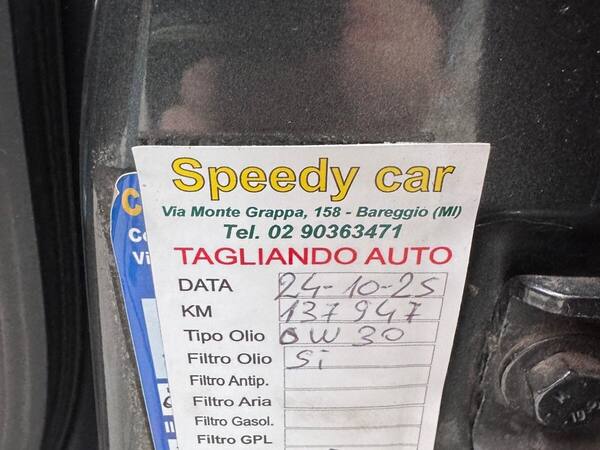 Speedy car
Via Monte Grappa, 158 - Bareggio (MI)
Tel. 02 90363471
TAGLIANDO AUTO
DATA 24-10-25
KM 137947
Tipo Olio 0W30
Filtro Olio Si
Filtro Antip.
Filtro Aria
Filtro Gasol.
Filtro GPL